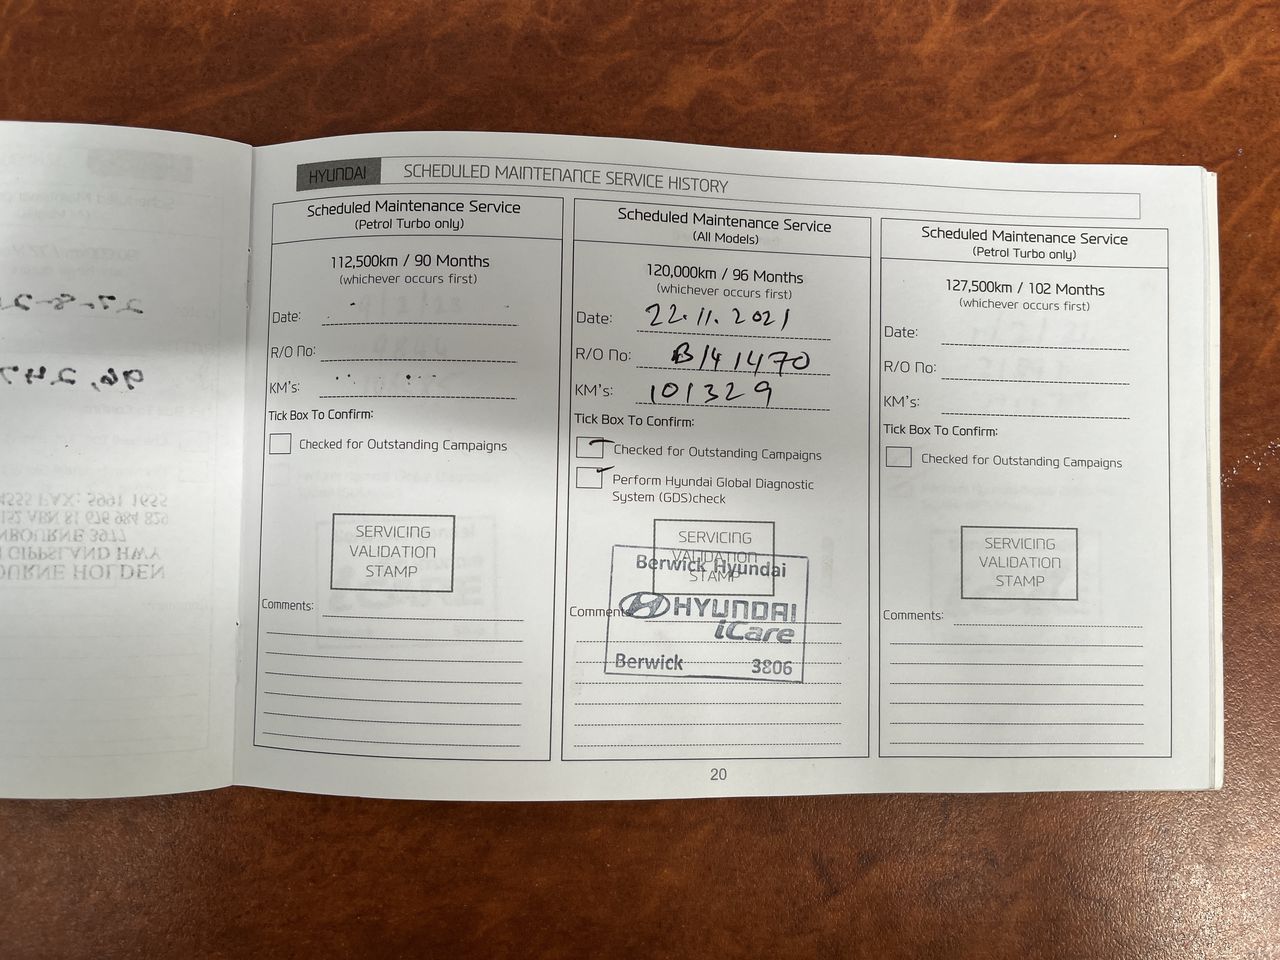 HYUNDAI SCHEDULED MAINTENANCE SERVICE HISTORY
Scheduled Maintenance Service
(Petrol Turbo only)
112,500km / 90 Months
(whichever occurs first)
Date:
R/O No:
KM's:
Tick Box To Confirm:
Checked for Outstanding Campaigns
SERVICING
VALIDATION
STAMP
Comments:
Scheduled Maintenance Service
(All Models)
120,000km / 96 Months
(whichever occurs first)
Date: 22.11.2021
R/O No: B141470
KM's: 101329
Tick Box To Confirm:
Checked for Outstanding Campaigns
Perform Hyundai Global Diagnostic
System (GDS)check
SERVICING
VALIDATION
STAMP
Berwick Hyundai
Comments:
HYUNDAI
iCare
Berwick 3806
Scheduled Maintenance Service
(Petrol Turbo only)
127,500km / 102 Months
(whichever occurs first)
Date:
R/O No:
KM's:
Tick Box To Confirm:
Checked for Outstanding Campaigns
SERVICING
VALIDATION
STAMP
Comments:
20